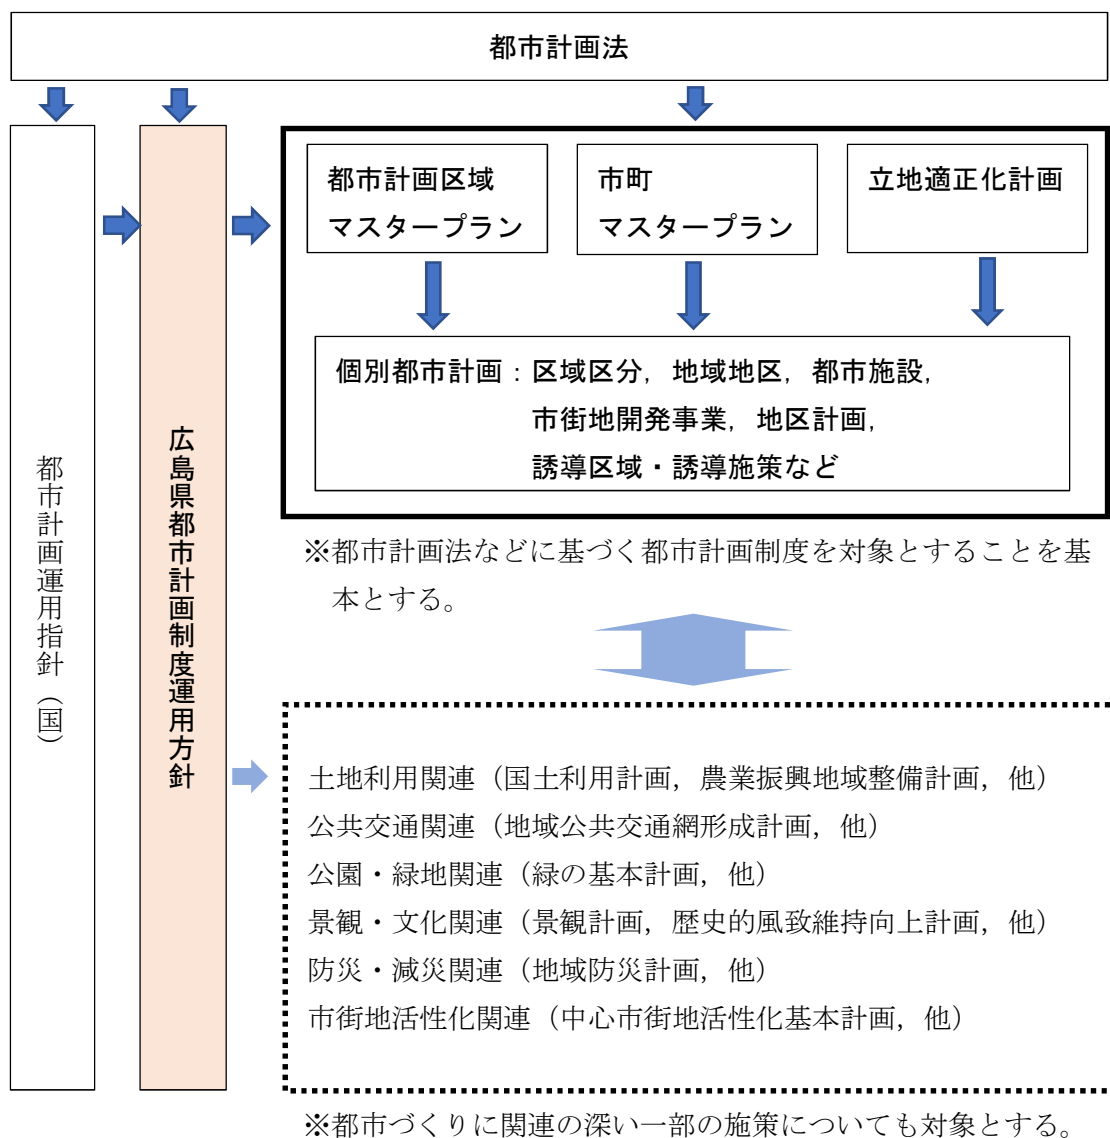 都市計画法
都市計画運用指針（国）
広島県都市計画制度運用方針
都市計画区域
マスタープラン
市町
マスタープラン
立地適正化計画
個別都市計画：区域区分，地域地区，都市施設，
市街地開発事業，地区計画，
誘導区域・誘導施策など
※都市計画法などに基づく都市計画制度を対象とすることを基
本とする。
土地利用関連（国土利用計画，農業振興地域整備計画，他）
公共交通関連（地域公共交通網形成計画，他）
公園・緑地関連（緑の基本計画，他）
景観・文化関連（景観計画，歴史的風致維持向上計画，他）
防災・減災関連（地域防災計画，他）
市街地活性化関連（中心市街地活性化基本計画，他）
※都市づくりに関連の深い一部の施策についても対象とする。